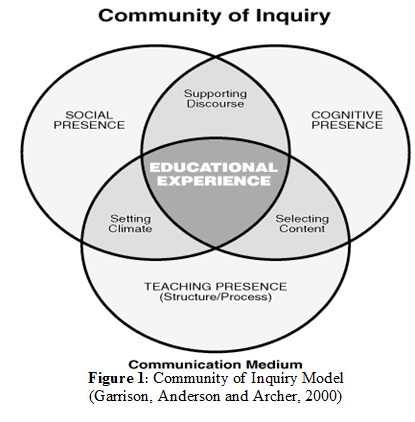 Community of Inquiry
Supporting
Discourse
SOCIAL
PRESENCE
COGNITIVE
PRESENCE
EDUCATIONAL
EXPERIENCE
Setting
Climate
Selecting
Content
TEACHING PRESENCE
(Structure/Process)
Communication Medium
Figure 1: Community of Inquiry Model
(Garrison, Anderson and Archer, 2000)